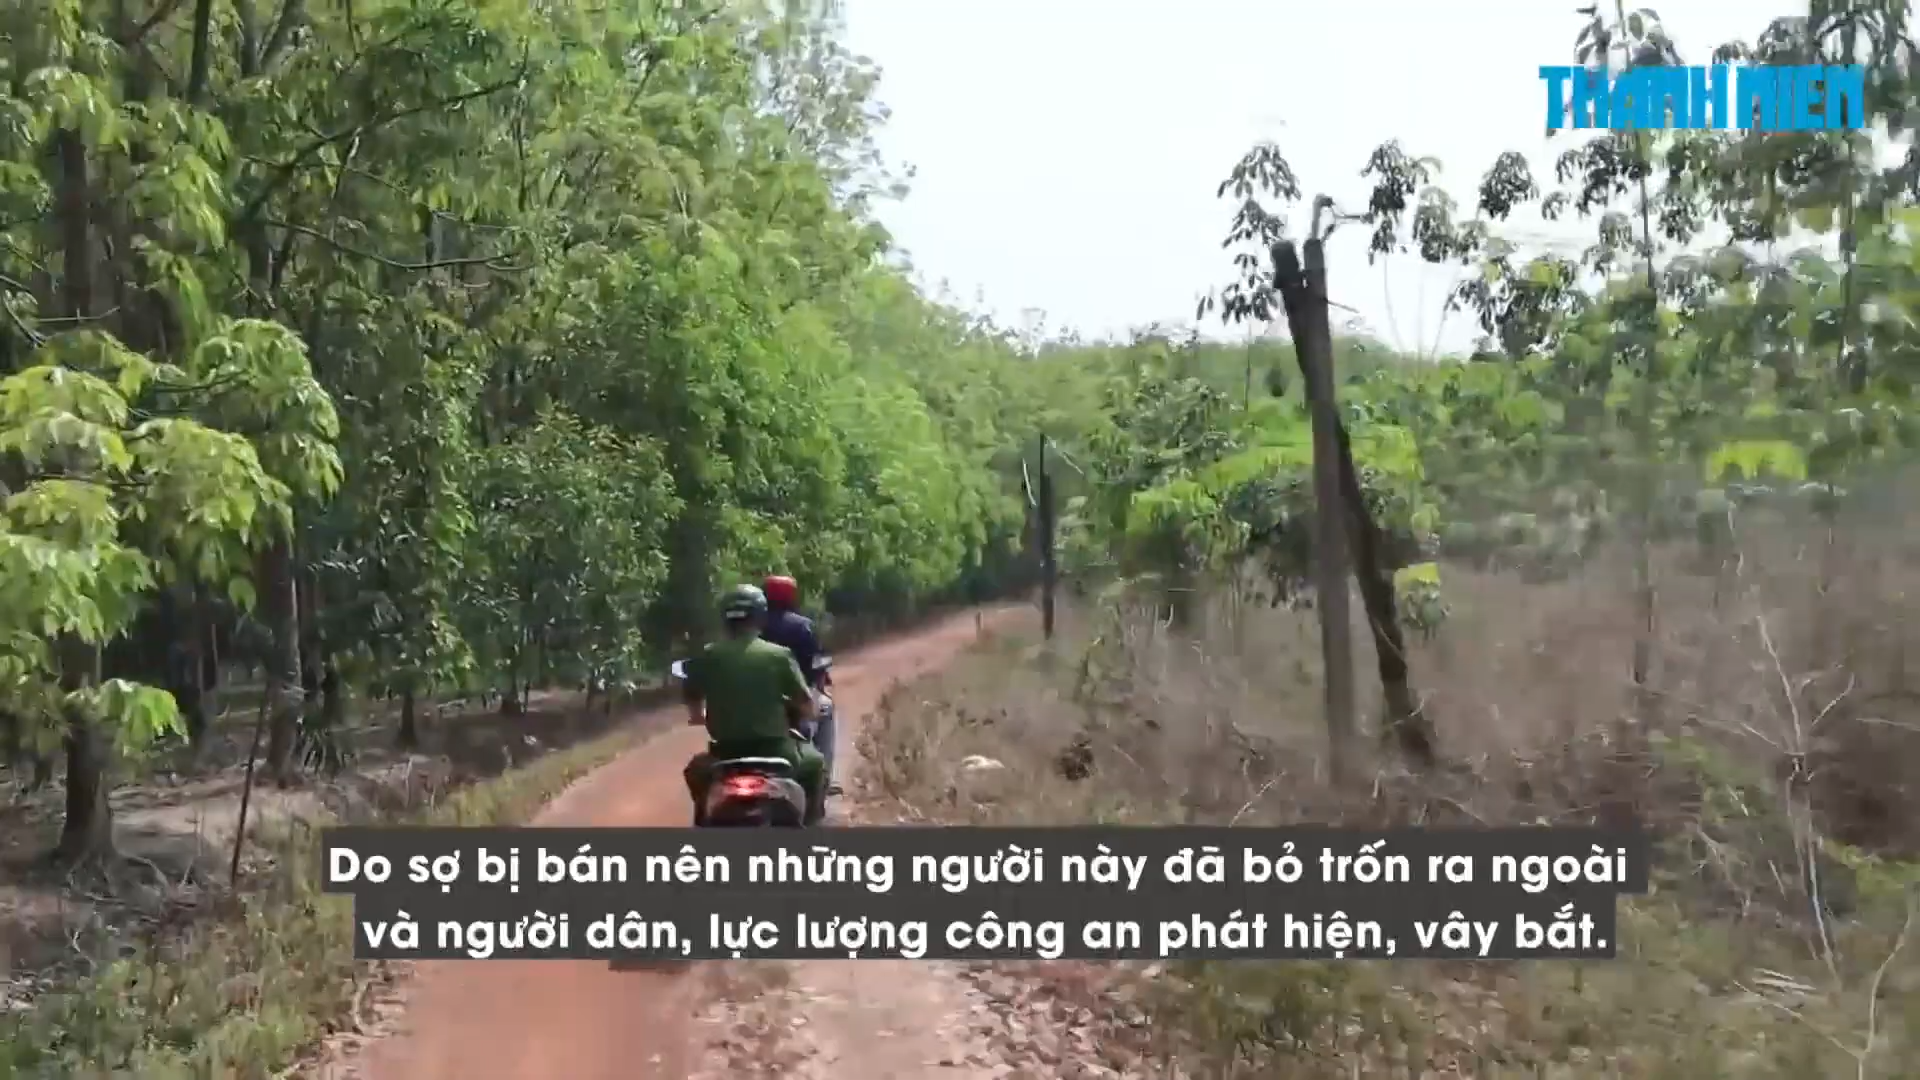 THANH NIÊN
Do sợ bị bán nên những người này đã bỏ trốn ra ngoài
và người dân, lực lượng công an phát hiện, vây bắt.